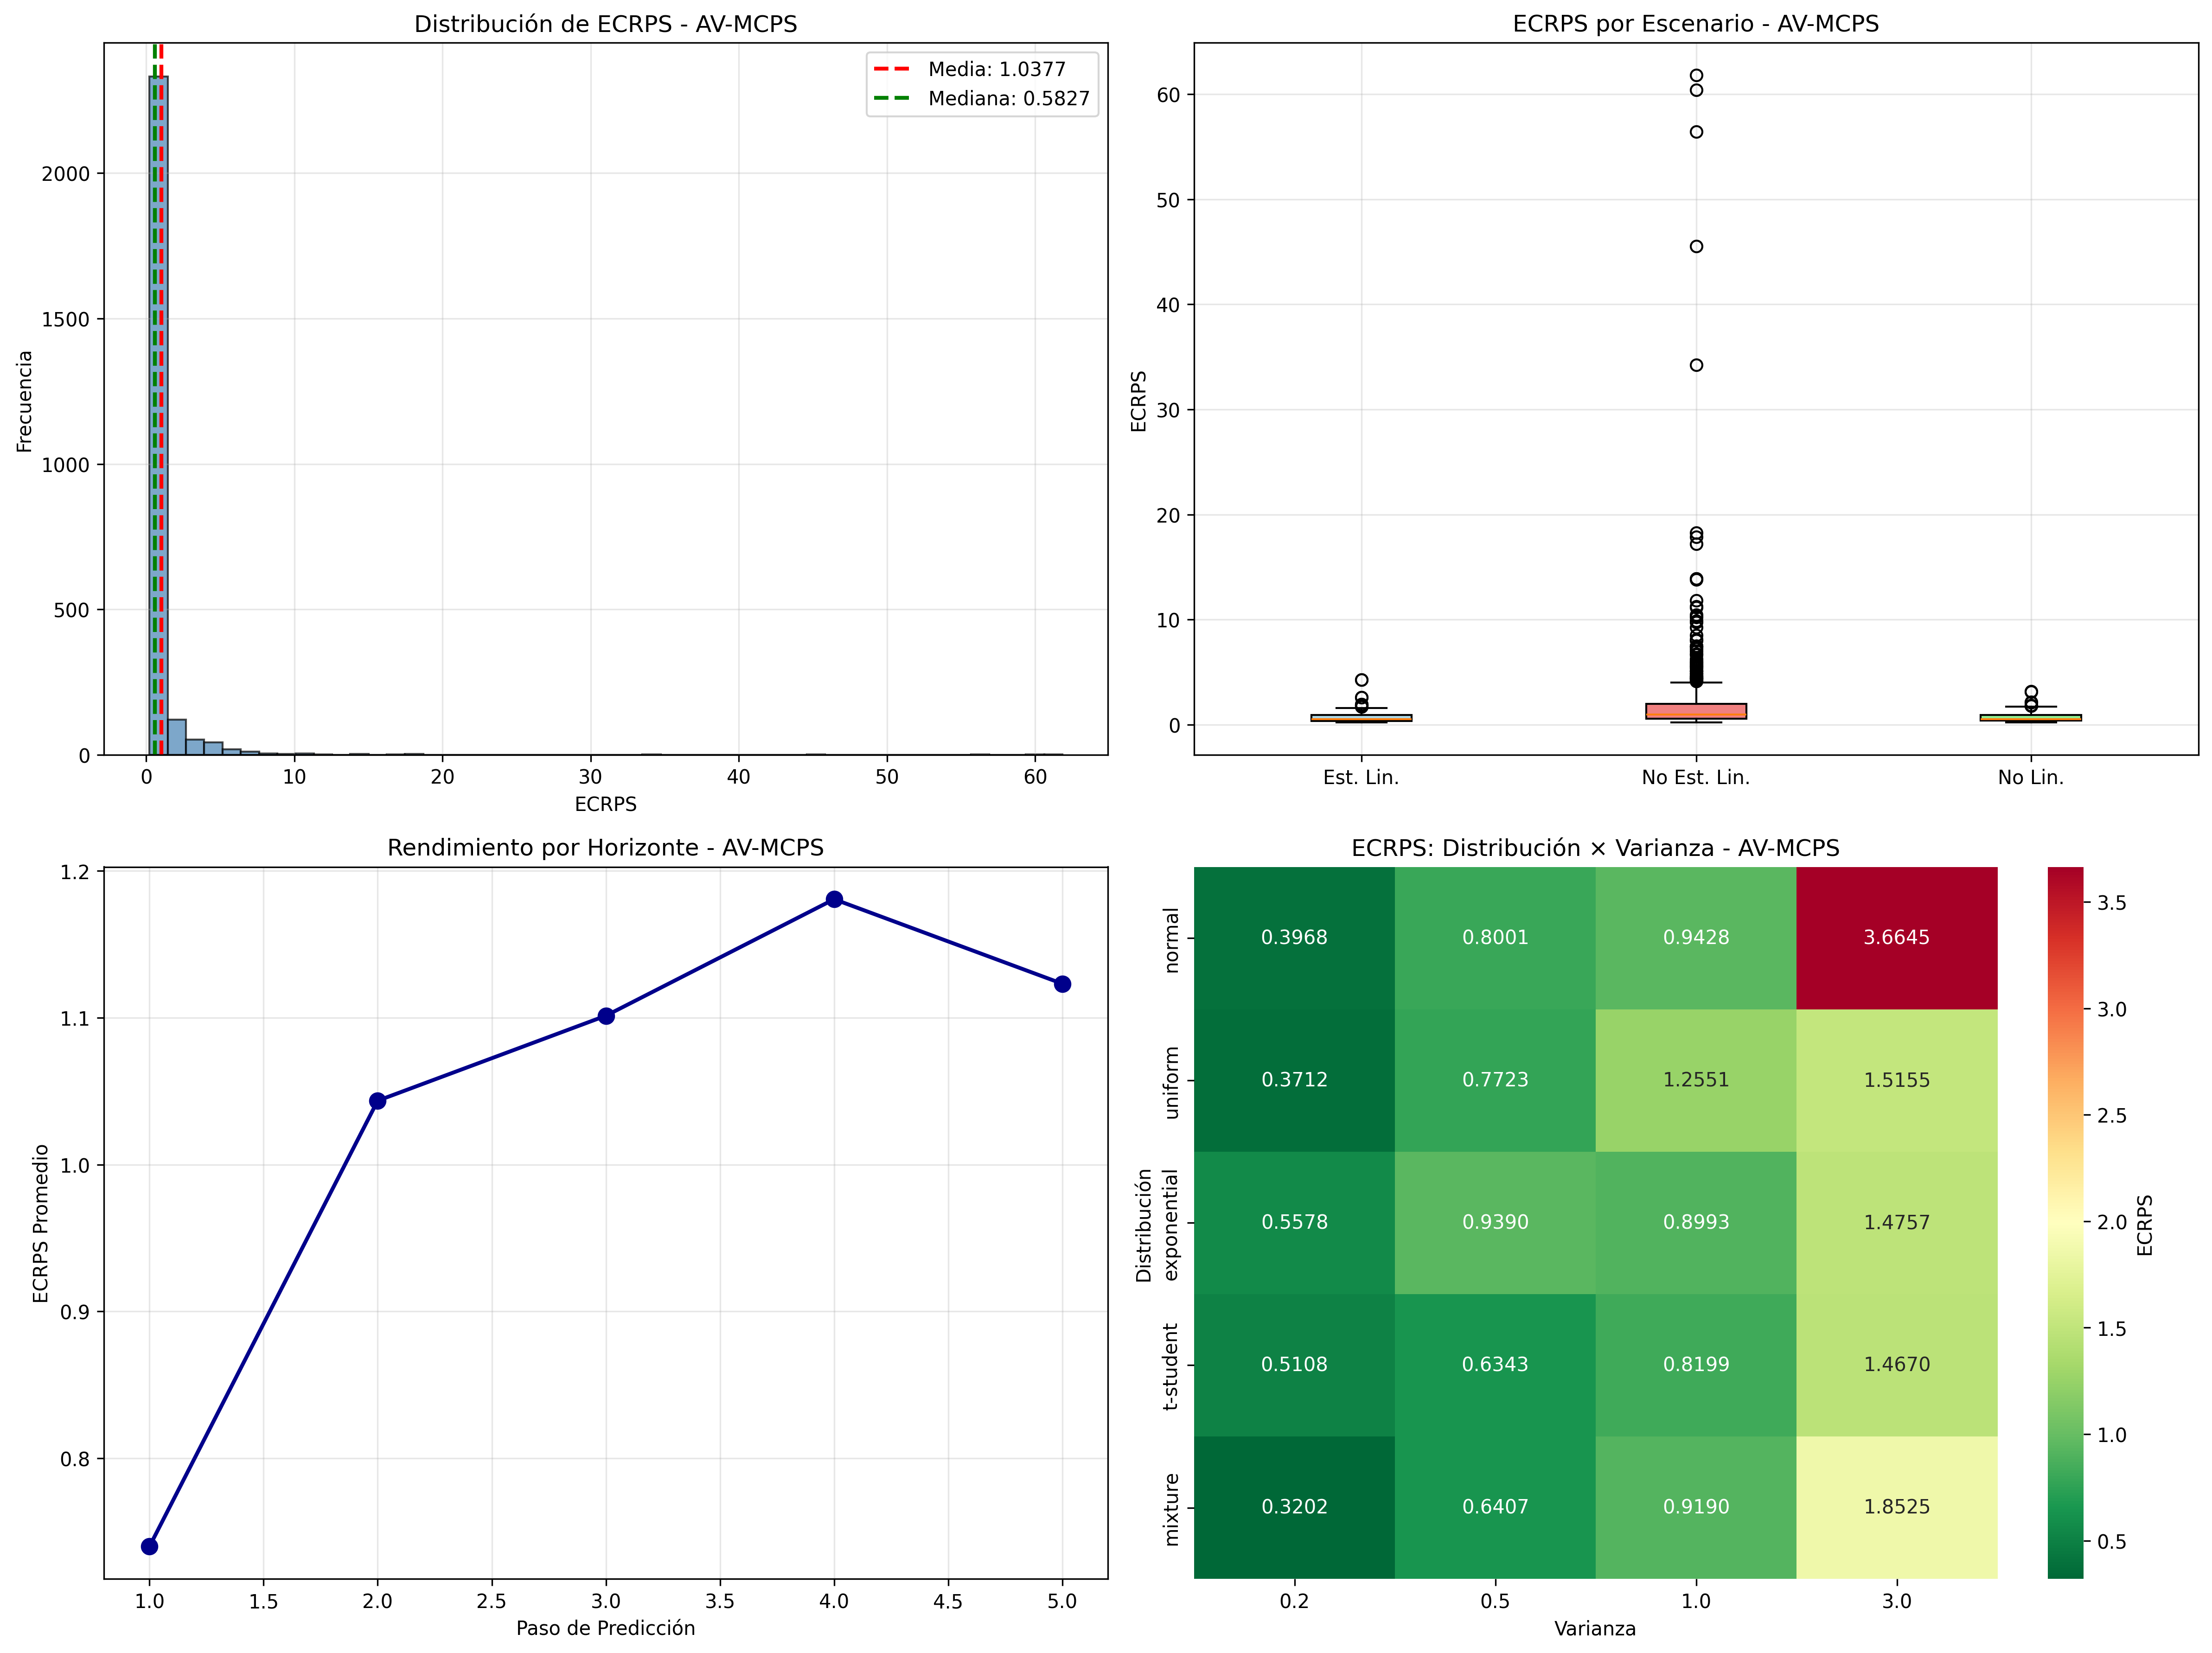 Distribución de ECRPS - AV-MCPS
Media: 1.0377
Mediana: 0.5827
Frecuencia
2000
1500
1000
500
0
0 10 20 30 40 50 60
ECRPS
ECRPS por Escenario - AV-MCPS
ECRPS
60
50
40
30
20
10
0
Est. Lin. No Est. Lin. No Lin.
Rendimiento por Horizonte - AV-MCPS
ECRPS Promedio
1.2
1.1
1.0
0.9
0.8
1.0 1.5 2.0 2.5 3.0 3.5 4.0 4.5 5.0
Paso de Predicción
ECRPS: Distribución × Varianza - AV-MCPS
Distribución
normal 0.3968 0.8001 0.9428 3.6645
uniform 0.3712 0.7723 1.2551 1.5155
exponential 0.5578 0.9390 0.8993 1.4757
t-student 0.5108 0.6343 0.8199 1.4670
mixture 0.3202 0.6407 0.9190 1.8525
0.2 0.5 1.0 3.0
Varianza
3.5
3.0
2.5
2.0
1.5
1.0
0.5
ECRPS